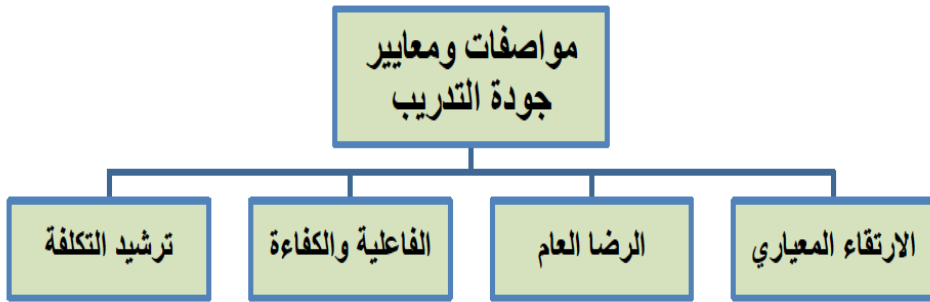 مواصفات ومعايير
جودة التدريب
الارتقاء المعياري
الرضا العام
الفاعلية والكفاءة
ترشيد التكلفة